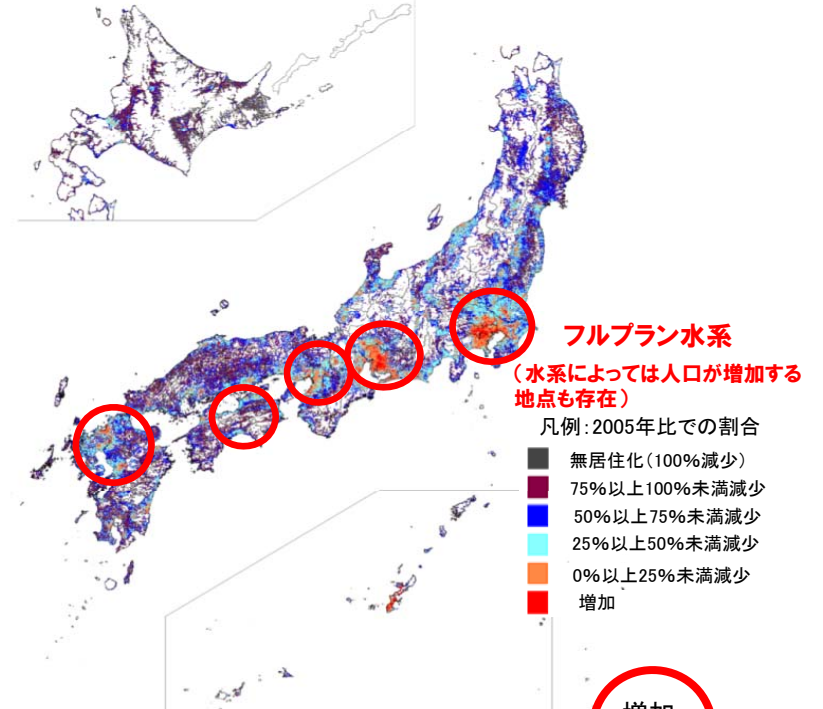 フルプラン水系
(水系によっては人口が増加する
地点も存在)
凡例:2005年比での割合
無居住化(100%減少)
75%以上100%未満減少
50%以上75%未満減少
25%以上50%未満減少
0%以上25%未満減少
増加
増加